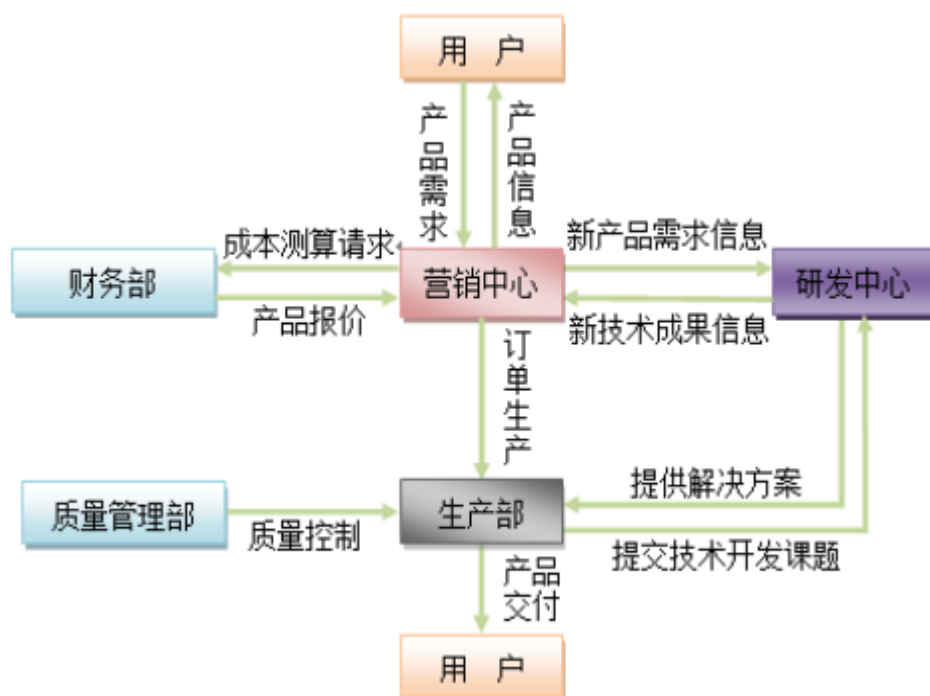 用 户
产品需求
产品信息
成本测算请求
新产品需求信息
财务部
营销中心
研发中心
产品报价
新技术成果信息
订单生产
提供解决方案
质量管理部
生产部
质量控制
提交技术开发课题
产品
交付
用 户